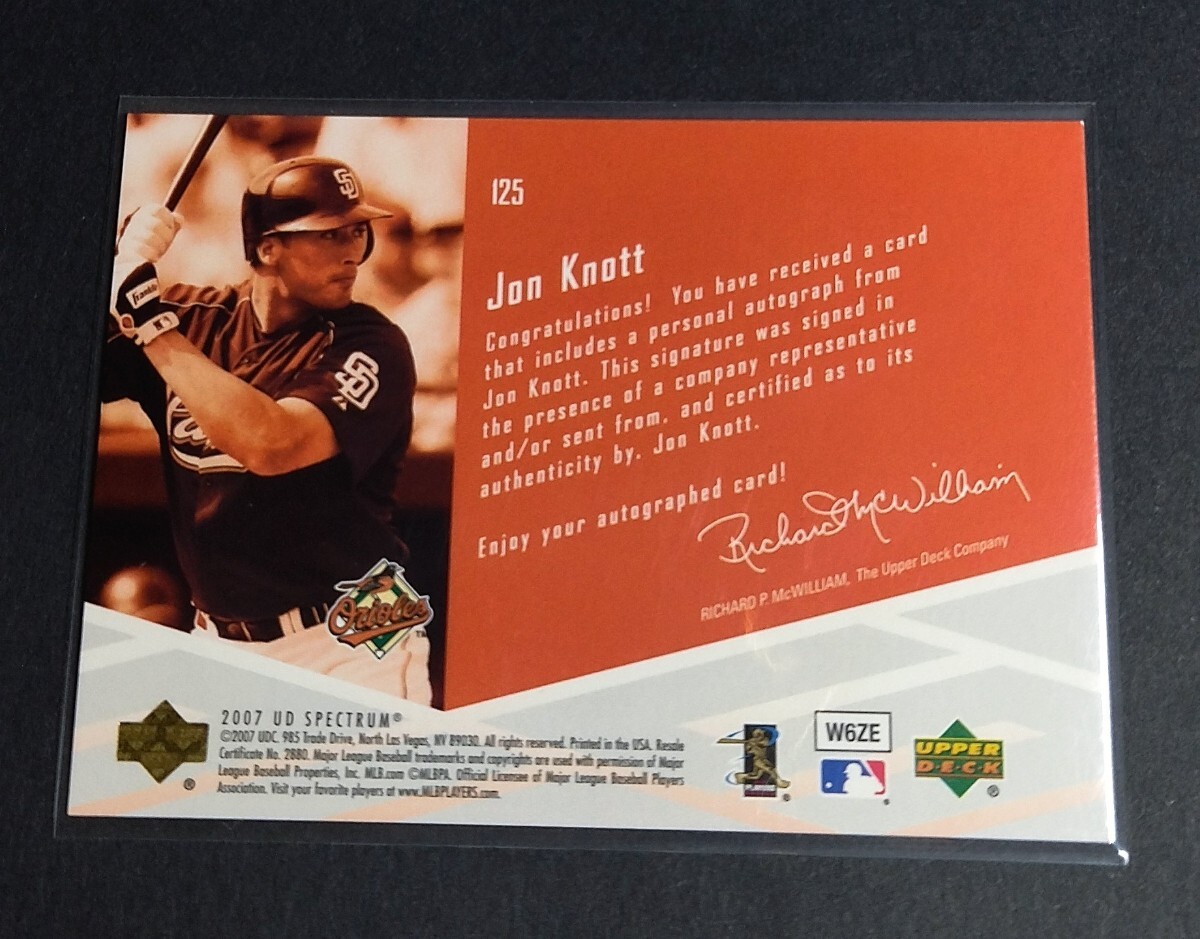 125
Jon Knott
Congratulations! You have received a card
that includes a personal autograph from
Jon Knott. This signature was signed in
the presence of a company representative
and/or sent from, and certified as to its
authenticity by, Jon Knott.
Enjoy your autographed card!
Richard McWilliam
RICHARD P. McWILLIAM, The Upper Deck Company
SD
SD
Franklin
Orioles
TM
2007 UD SPECTRUM®
©2007 UDC. 985 Trade Drive, North Las Vegas, NV 89030. All rights reserved. Printed in the USA. Resale
Certificate No. 2880. Major League Baseball trademarks and copyrights are used with permission of Major
League Baseball Properties, Inc. MLB.com ©MLBPA. Official Licensee of Major League Baseball Players
Association. Visit your favorite players at www.MLBPLAYERS.com.
®
PLAYERS
®
W6ZE
®
UPPER
DECK
®